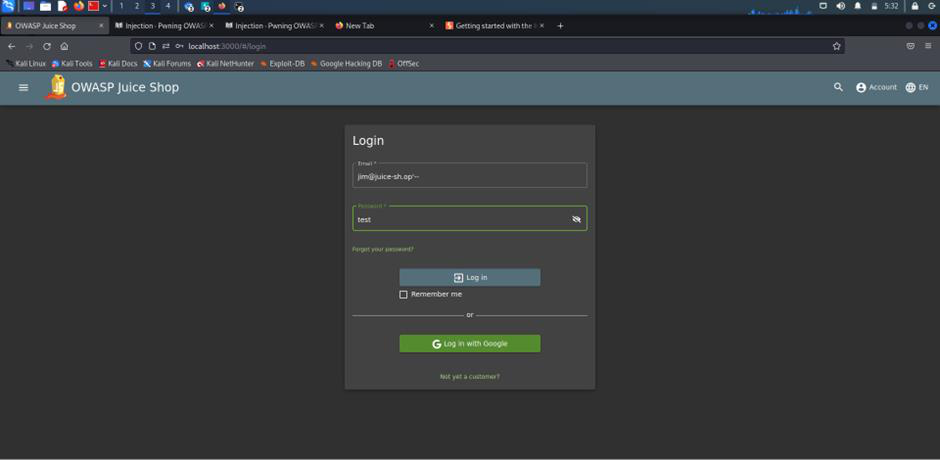 1 2 3 4 5:32
OWASP Juice Shop Injection · Pwning OWAS Injection · Pwning OWAS New Tab Getting started with the
localhost:3000/#/login
Kali Linux Kali Tools Kali Docs Kali Forums Kali NetHunter Exploit-DB Google Hacking DB OffSec
OWASP Juice Shop Account EN
Login
Email *
jim@juice-sh.op'--
Password *
test
Forgot your password?
Log in
Remember me
or
G Log in with Google
Not yet a customer?